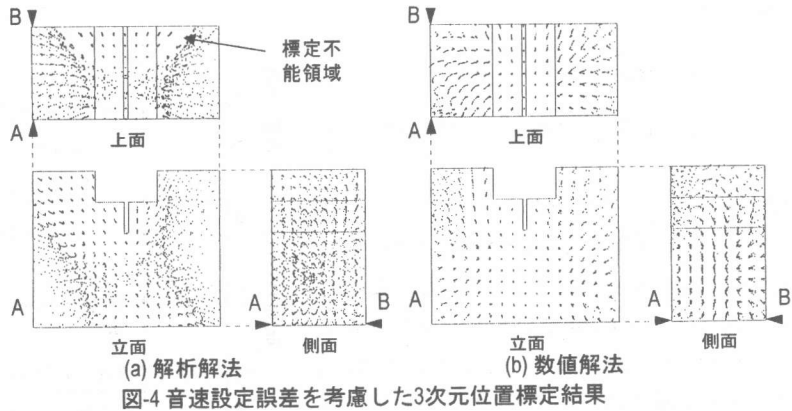 B
標定不
能領域
A
上面
A
立面
A
B
側面
(a) 解析解法
B
A
上面
A
立面
A
B
側面
(b) 数値解法
図-4 音速設定誤差を考慮した3次元位置標定結果